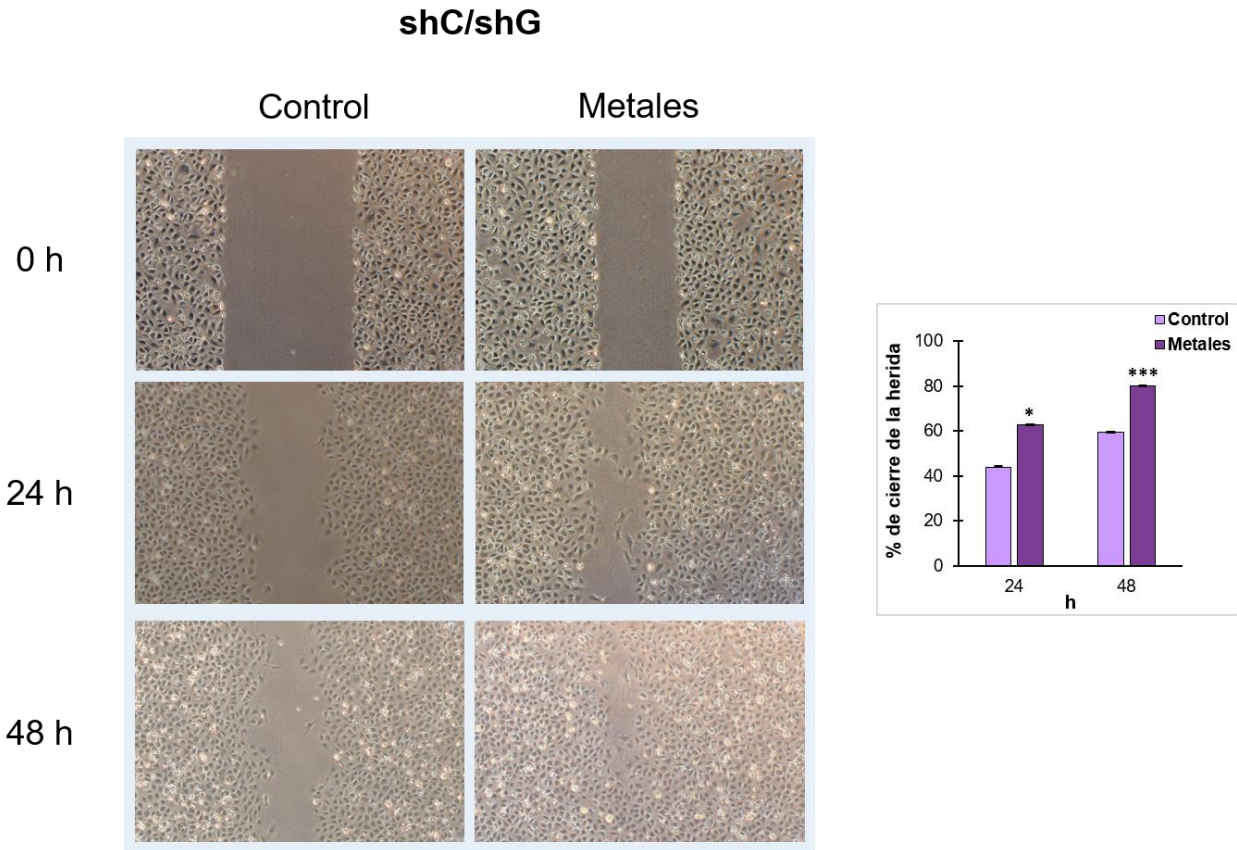 shC/shG
Control Metales
0 h
24 h
48 h
Control
Metales
% de cierre de la herida
100
80
60
40
20
0
*
***
24 48
h